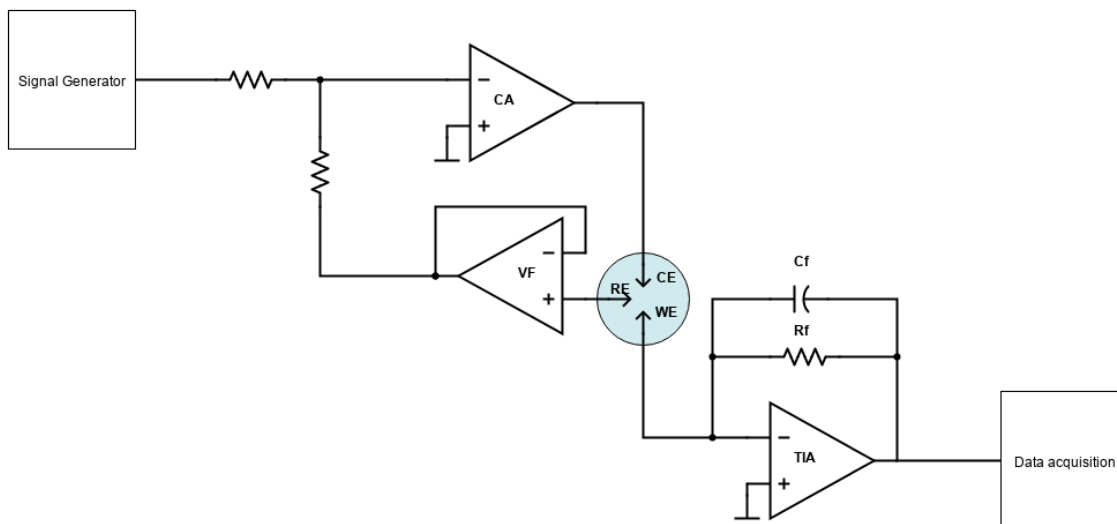 Signal Generator
−
CA
+
−
VF
+
RE
CE
WE
Cf
Rf
−
TIA
+
Data acquisition